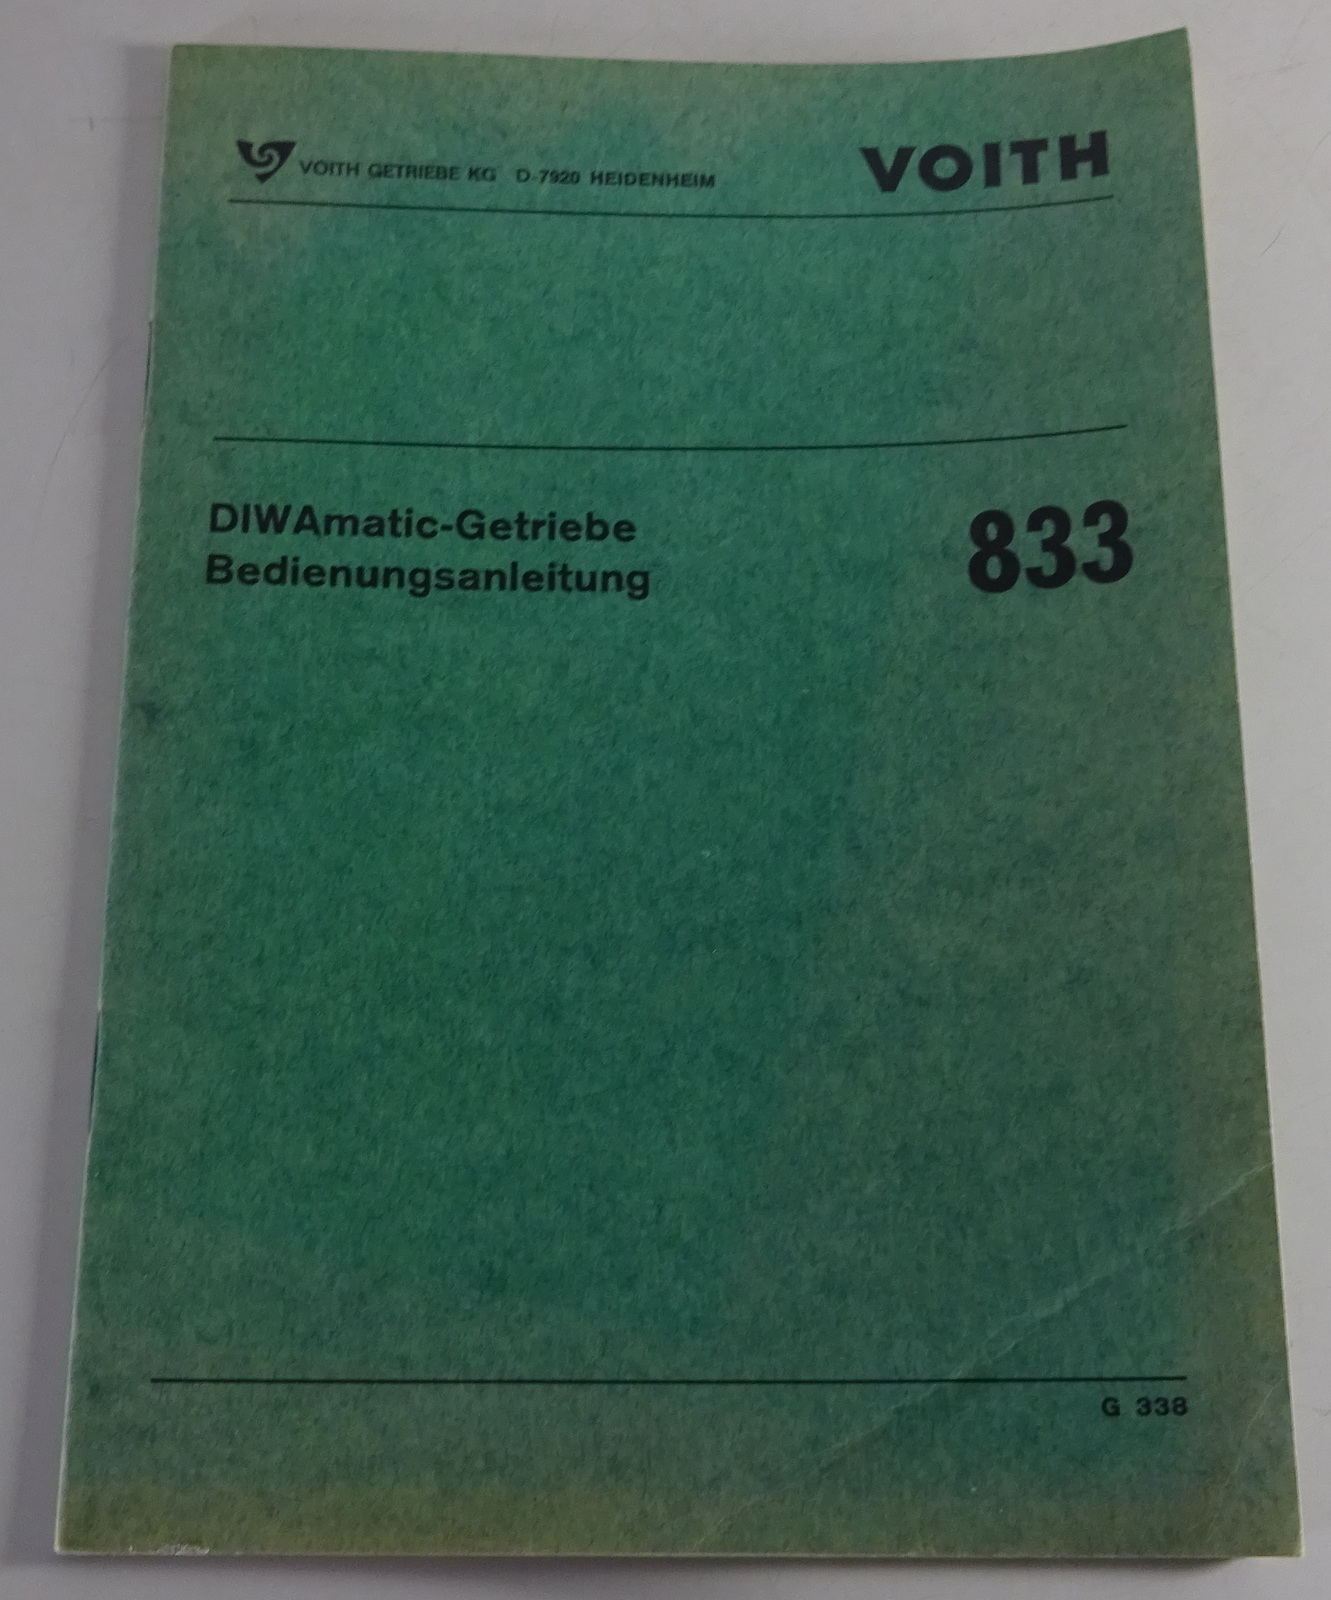 VOITH GETRIEBE KG D-7920 HEIDENHEIM
VOITH
DIWAmatic-Getriebe
Bedienungsanleitung
833
G 338